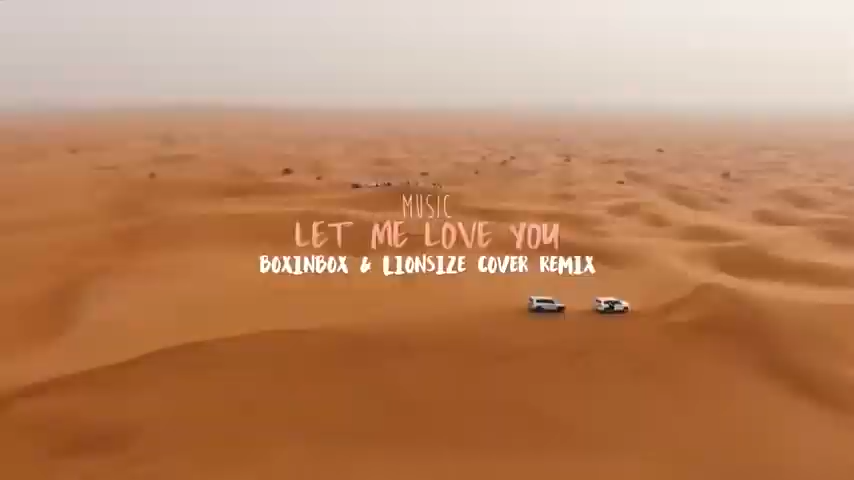 MUSIC
LET ME LOVE YOU
BOXINBOX & LIONSIZE COVER REMIX